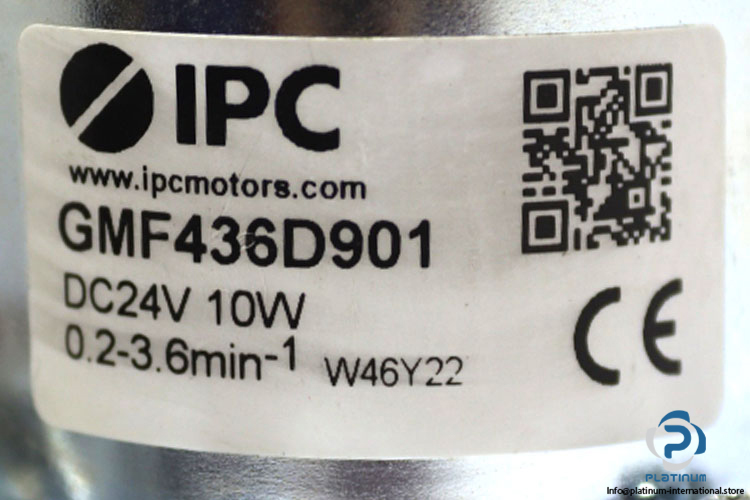 IPC
www.ipcmotors.com
GMF436D901
DC24V 10W
0.2-3.6min-1 W46Y22
CE
PLATINUM
Info@platinum-international.store